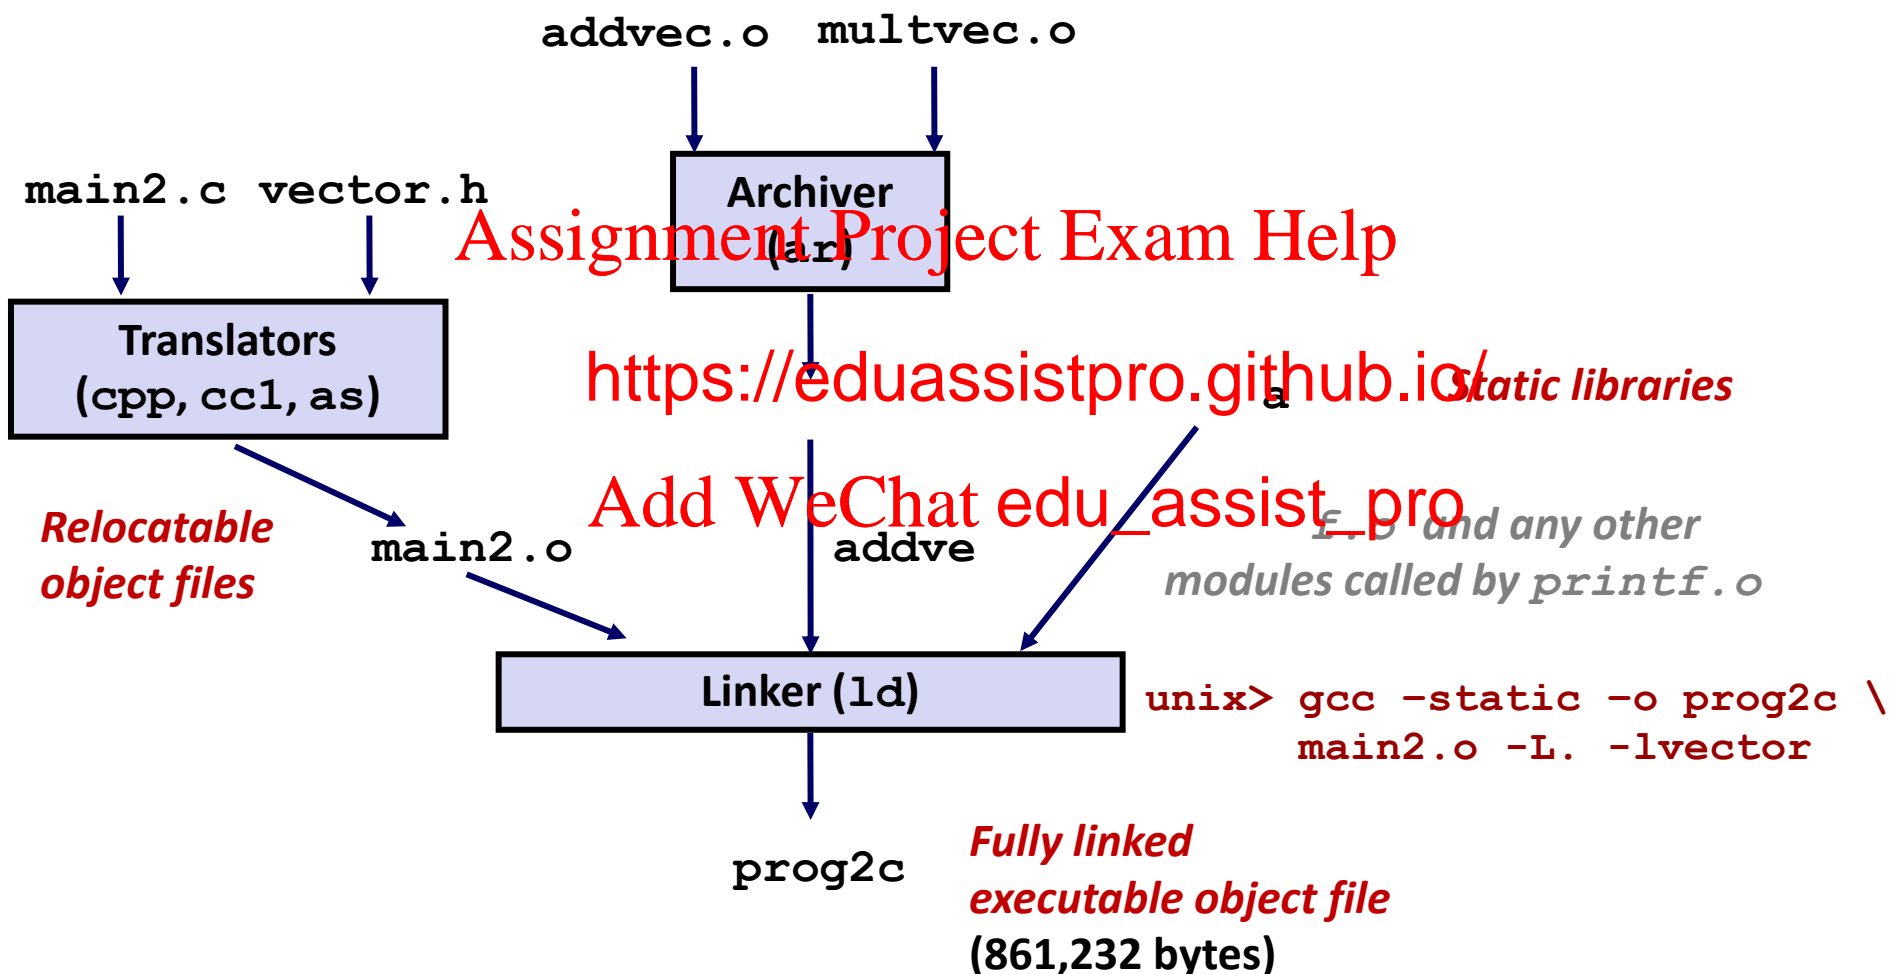 addvec.o multvec.o
main2.c vector.h
Archiver
(ar)
Assignment Project Exam Help
Translators
(cpp, cc1, as)
https://eduassistpro.github.io/
a
Static libraries
Add WeChat edu_assist_pro
Relocatable
object files
main2.o
addve
f.o and any other
modules called by printf.o
Linker (ld)
unix> gcc –static –o prog2c \
main2.o -L. -lvector
prog2c
Fully linked
executable object file
(861,232 bytes)